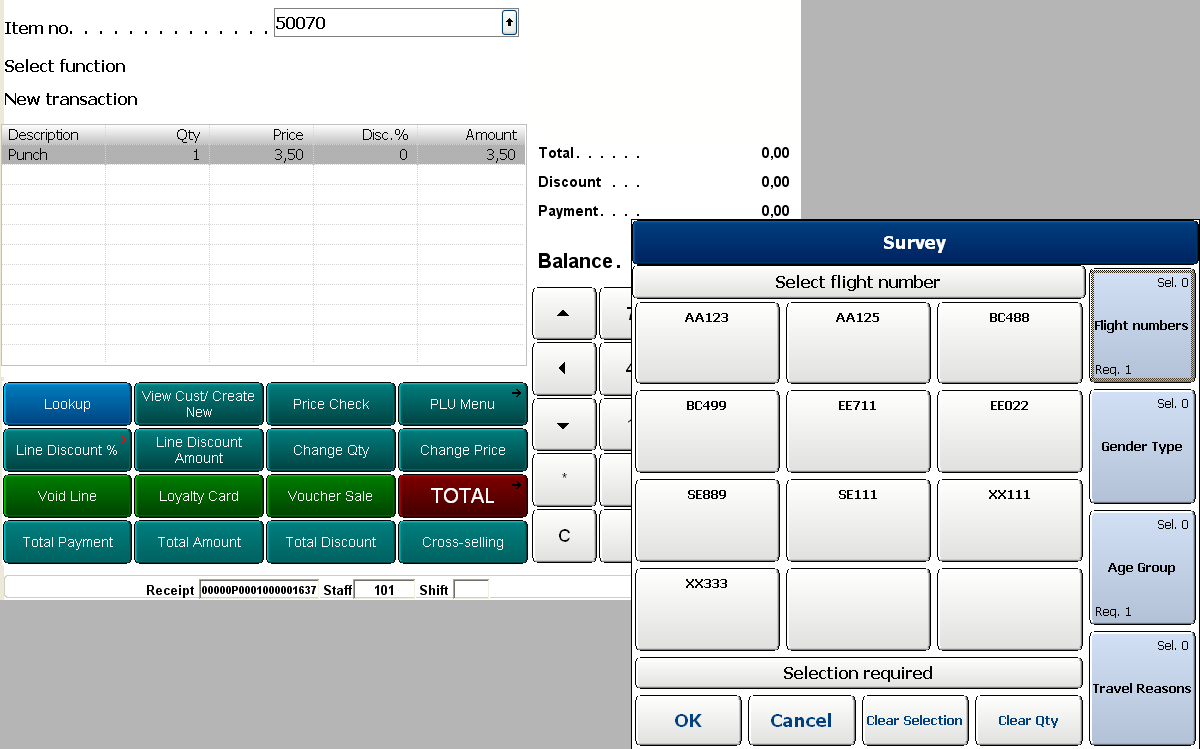 Item no. . . . . . . . . . . . . . 50070
Select function
New transaction
Description Qty Price Disc.% Amount
Punch 1 3,50 0 3,50
Total. . . . . . 0,00
Discount . . . 0,00
Payment. . . . 0,00
Balance.
*
C
Lookup
View Cust/ Create
New
Price Check
PLU Menu
Line Discount %
Line Discount
Amount
Change Qty
Change Price
Void Line
Loyalty Card
Voucher Sale
TOTAL
Total Payment
Total Amount
Total Discount
Cross-selling
Receipt 00000P0001000001637 Staff 101 Shift
Survey
Select flight number
AA123 AA125 BC488
BC499 EE711 EE022
SE889 SE111 XX111
XX333
Selection required
OK Cancel Clear Selection Clear Qty
Sel. 0
Flight numbers
Req. 1
Sel. 0
Gender Type
Sel. 0
Age Group
Req. 1
Sel. 0
Travel Reasons